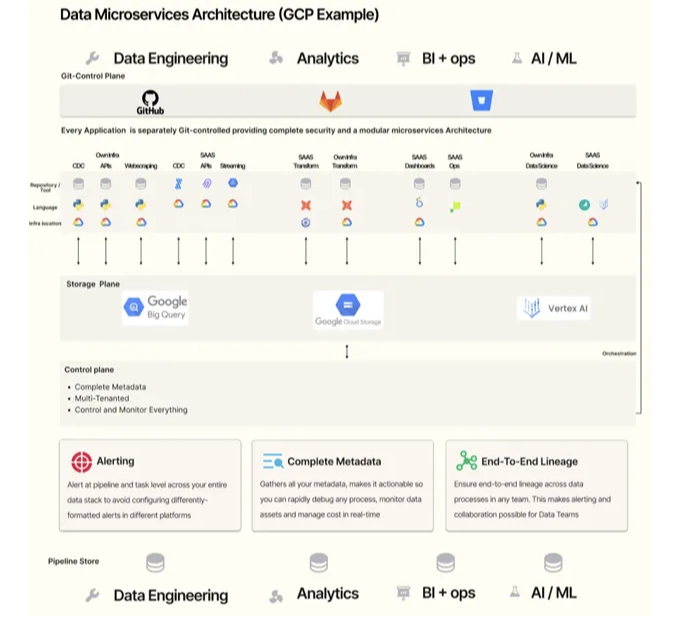 Data Microservices Architecture (GCP Example)
Data Engineering Analytics BI + ops AI / ML
Git-Control Plane
GitHub
Every Application is separately Git-controlled providing complete security and a modular microservices Architecture
OwnInfra SAAS SAAS OwnInfra SAAS SAAS OwnInfra SAAS
CDC APIs Webscraping CDC APIs Streaming Transform Transform Dashboards Ops Data Science Data Science
Repository /
Tool
Language
Infra location
Storage Plane
Google
Big Query
Google Cloud Storage
Vertex AI
Orchestration
Control plane
• Complete Metadata
• Multi-Tenanted
• Control and Monitor Everything
Alerting
Alert at pipeline and task level across your entire
data stack to avoid configuring differently-
formatted alerts in different platforms
Complete Metadata
Gathers all your metadata, makes it actionable so
you can rapidly debug any process, monitor data
assets and manage cost in real-time
End-To-End Lineage
Ensure end-to-end lineage across data
processes in any team. This makes alerting and
collaboration possible for Data Teams
Pipeline Store
Data Engineering Analytics BI + ops AI / ML